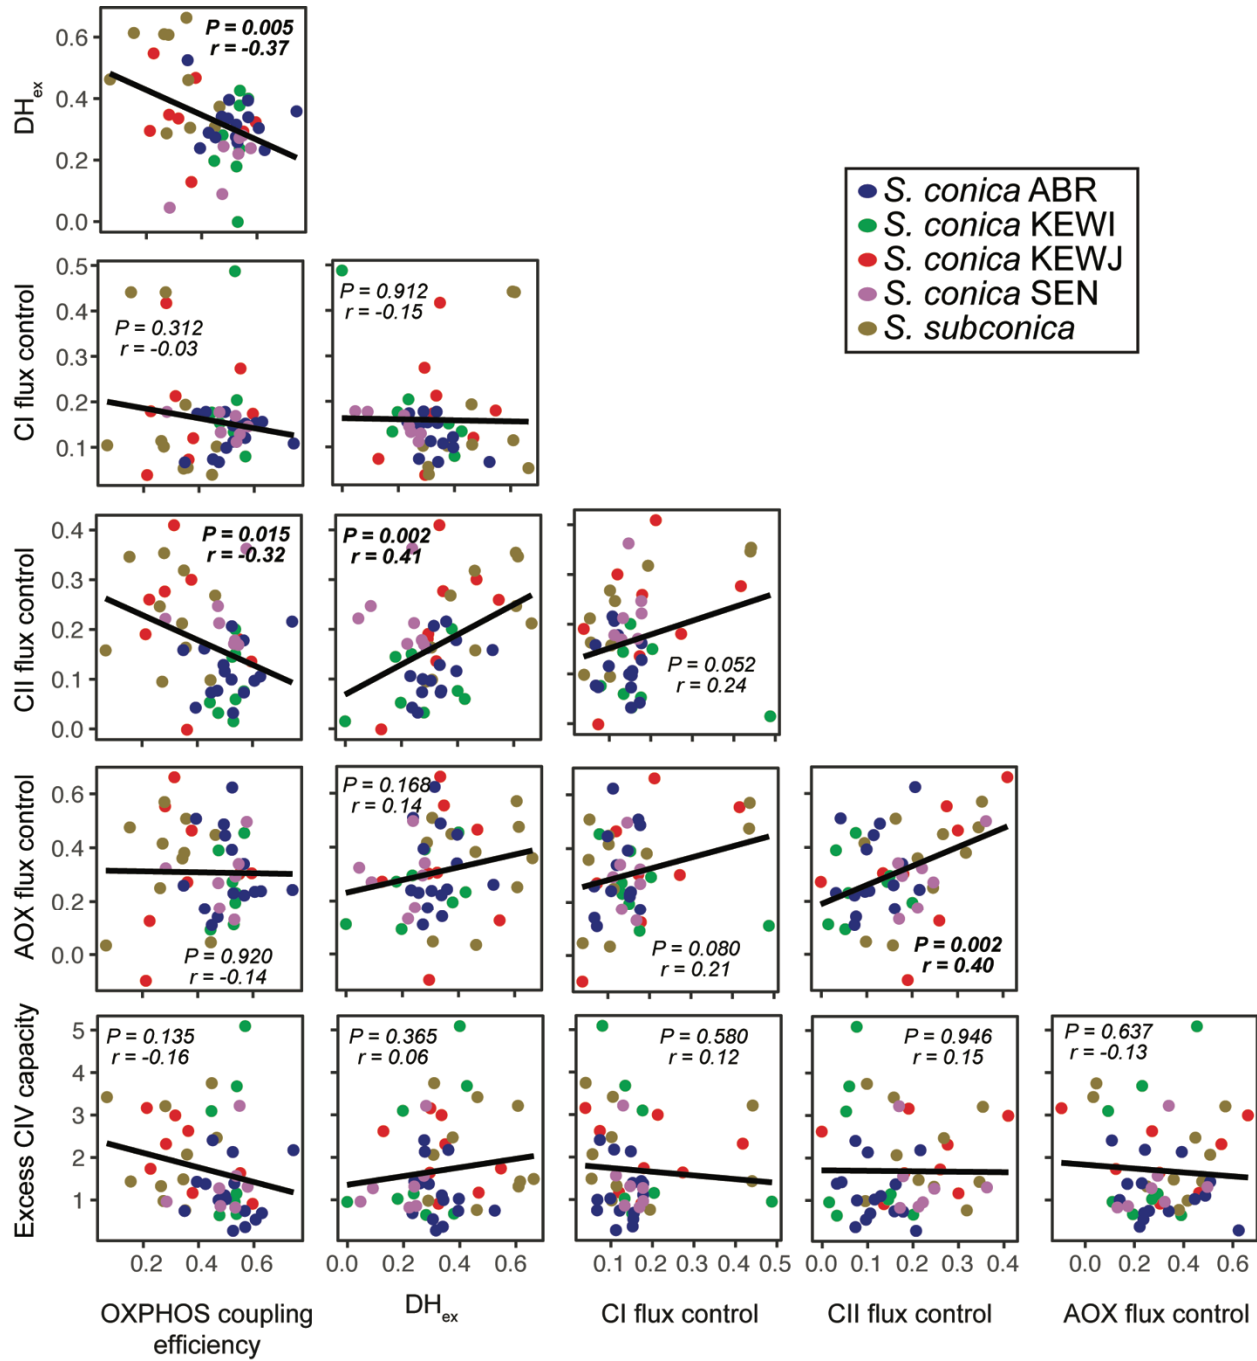 P = 0.005
r = -0.37
0.6
0.4
0.2
0.0
DHex
S. conica ABR
S. conica KEWI
S. conica KEWJ
S. conica SEN
S. subconica
0.5
0.4
0.3
0.2
0.1
CI flux control
P = 0.312
r = -0.03
P = 0.912
r = -0.15
0.4
0.3
0.2
0.1
0.0
CII flux control
P = 0.015
r = -0.32
P = 0.002
r = 0.41
P = 0.052
r = 0.24
0.6
0.4
0.2
0.0
AOX flux control
P = 0.920
r = -0.14
P = 0.168
r = 0.14
P = 0.080
r = 0.21
P = 0.002
r = 0.40
5
4
3
2
1
Excess CIV capacity
P = 0.135
r = -0.16
P = 0.365
r = 0.06
P = 0.580
r = 0.12
P = 0.946
r = 0.15
P = 0.637
r = -0.13
0.2 0.4 0.6
0.0 0.2 0.4 0.6
0.1 0.2 0.3 0.4 0.5
0.0 0.1 0.2 0.3 0.4
0.0 0.2 0.4 0.6
OXPHOS coupling
efficiency
DHex
CI flux control
CII flux control
AOX flux control